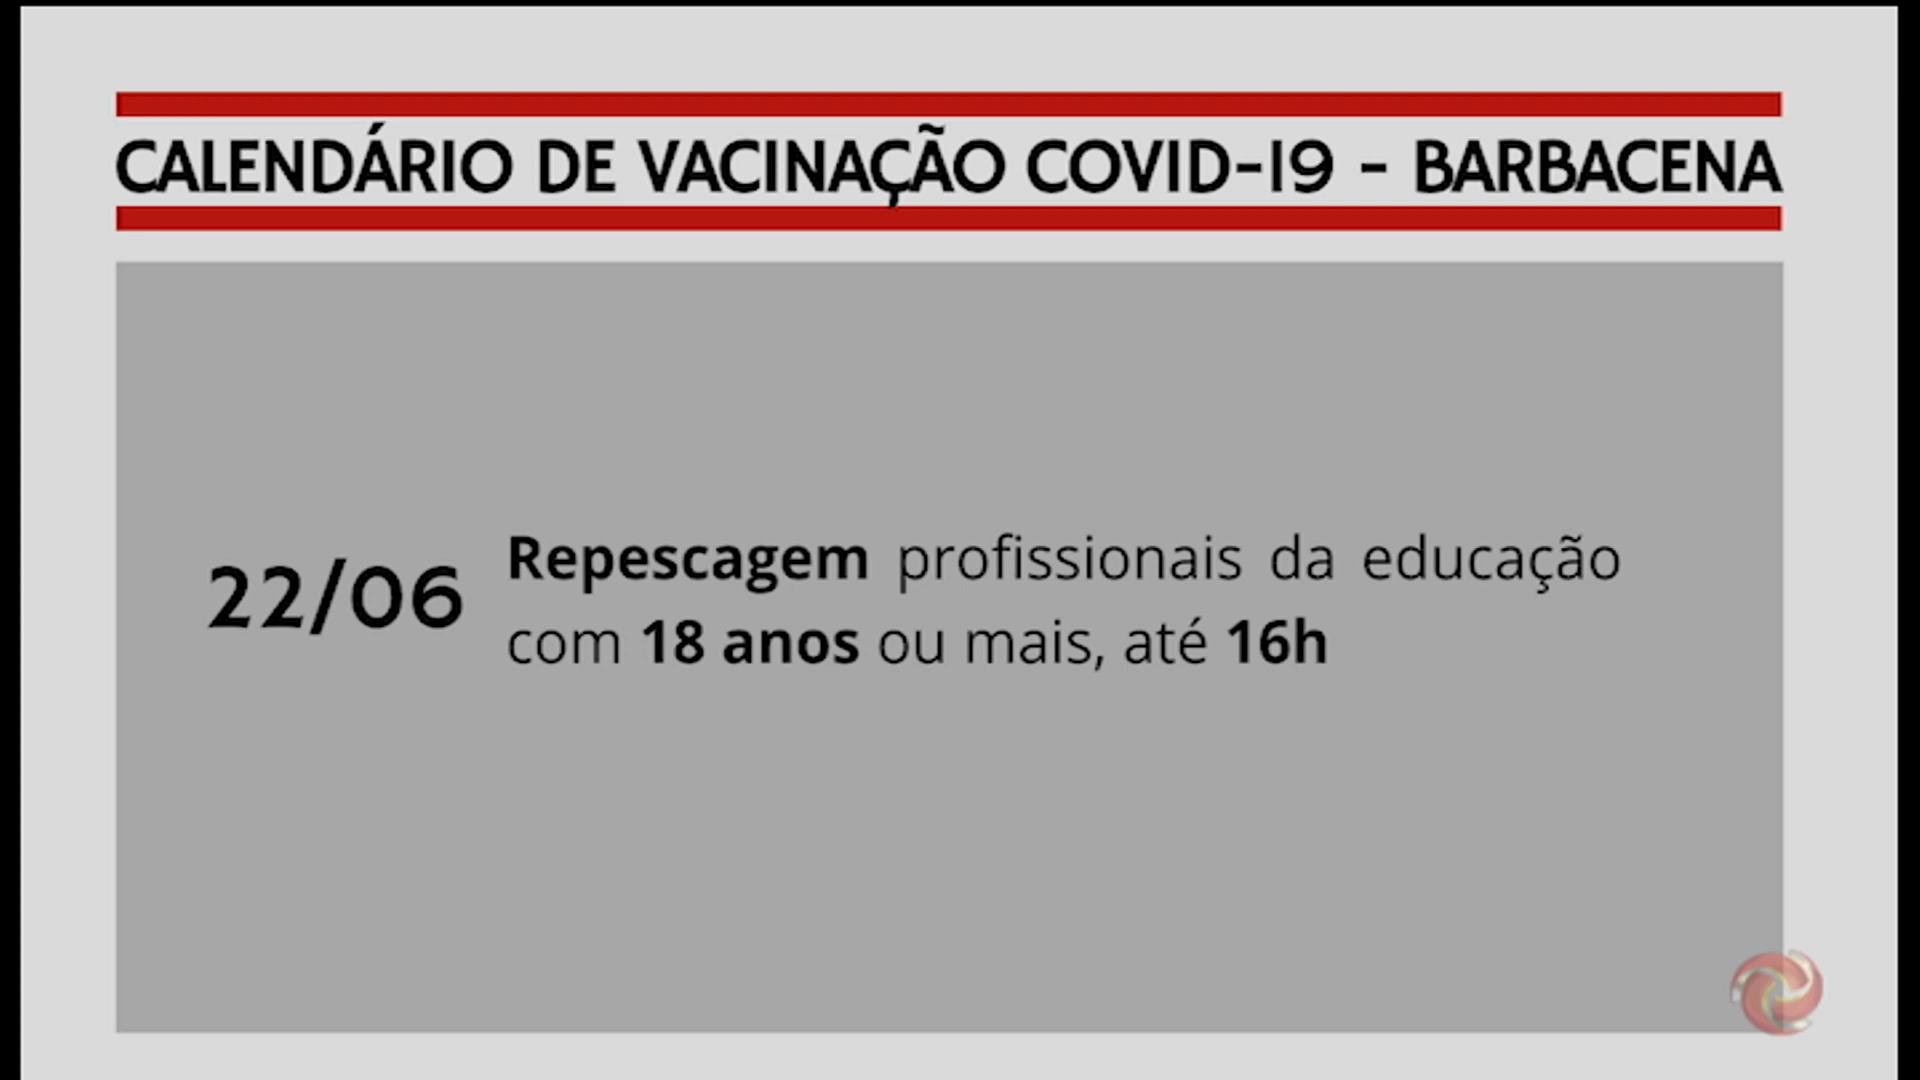 CALENDÁRIO DE VACINAÇÃO COVID-19 - BARBACENA
22/06
Repescagem profissionais da educação
com 18 anos ou mais, até 16h